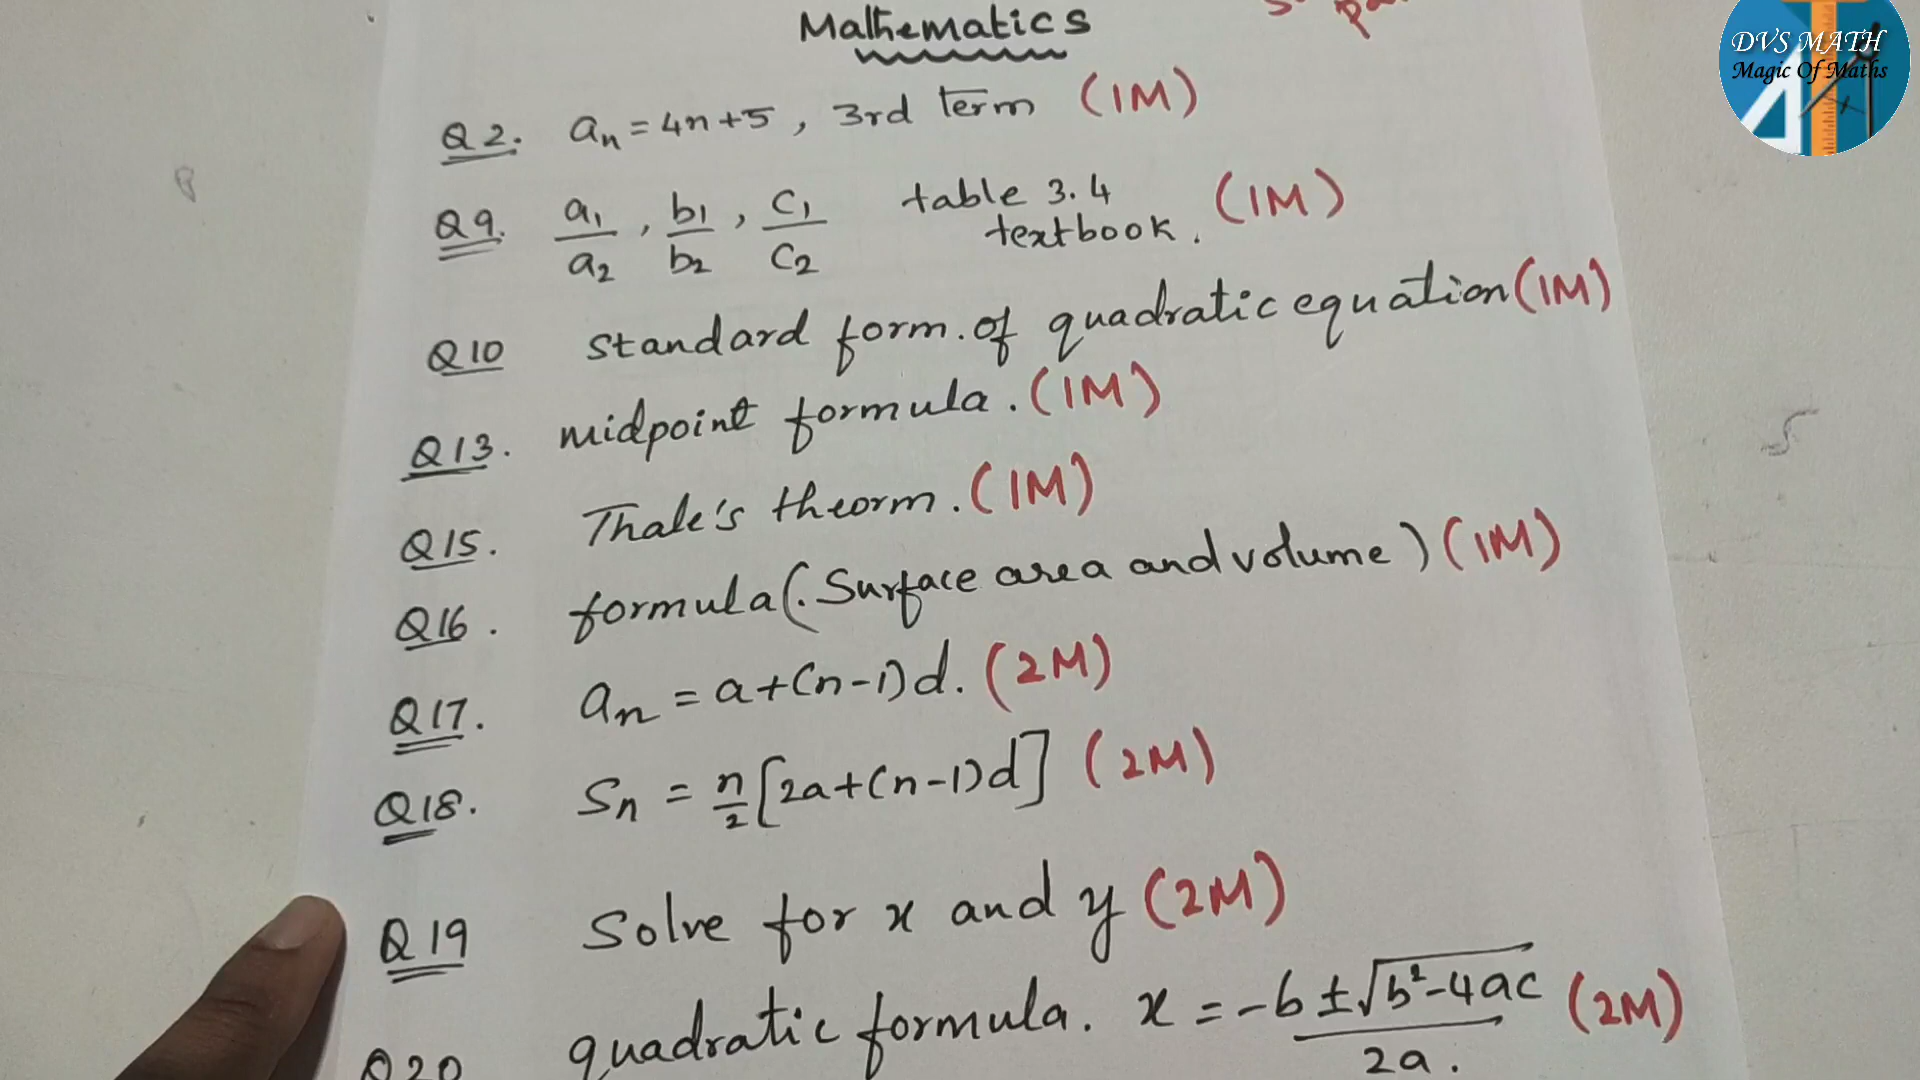 Mathematics
DVS MATH
Magic Of Maths
Q2. aₙ = 4n+5, 3rd term (1M)
Q9. a₁/a₂, b₁/b₂, c₁/c₂ table 3.4 (1M)
textbook.
Q10 standard form. of quadratic equation (1M)
Q13. midpoint formula. (1M)
Q15. Thale's theorm. (1M)
Q16. formula (. Surface area and volume) (1M)
Q17. aₙ = a+(n-1)d. (2M)
Q18. Sₙ = n/2 [2a+(n-1)d] (2M)
Q19 Solve for x and y (2M)
Q20 quadratic formula. x = -b ± √b²-4ac / 2a. (2M)